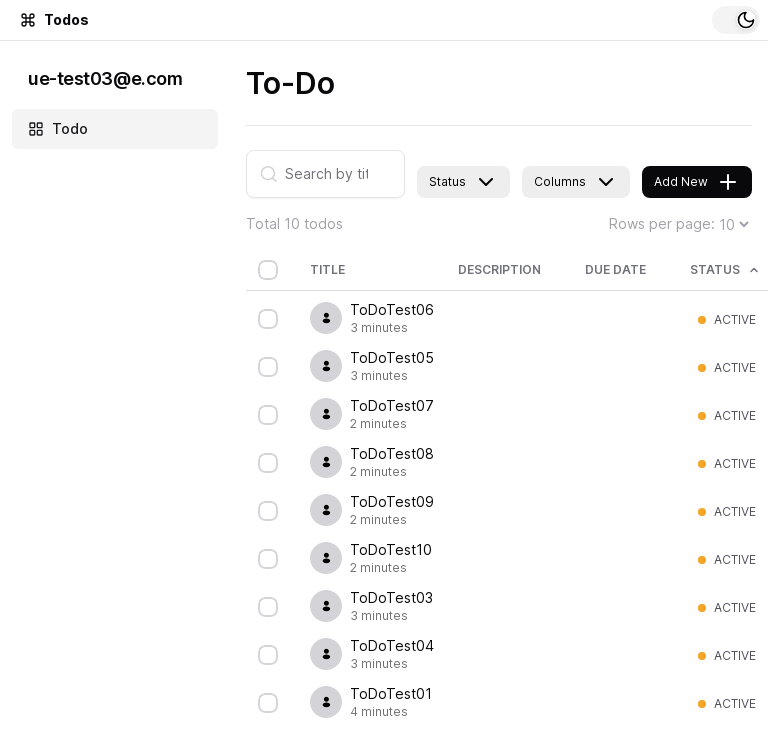 Todos
ue-test03@e.com
Todo
To-Do
Search by tit
Status
Columns
Add New
Total 10 todos
Rows per page: 10
TITLE DESCRIPTION DUE DATE STATUS
ToDoTest06 ACTIVE
3 minutes
ToDoTest05 ACTIVE
3 minutes
ToDoTest07 ACTIVE
2 minutes
ToDoTest08 ACTIVE
2 minutes
ToDoTest09 ACTIVE
2 minutes
ToDoTest10 ACTIVE
2 minutes
ToDoTest03 ACTIVE
3 minutes
ToDoTest04 ACTIVE
3 minutes
ToDoTest01 ACTIVE
4 minutes